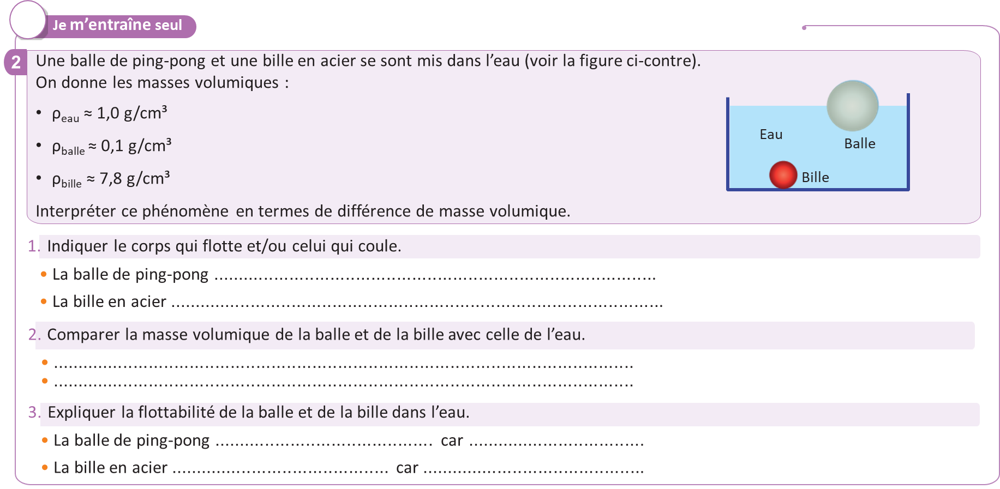 Je m’entraîne seul
2 Une balle de ping-pong et une bille en acier se sont mis dans l’eau (voir la figure ci-contre).
On donne les masses volumiques :
• ρeau ≈ 1,0 g/cm³
• ρballe ≈ 0,1 g/cm³
• ρbille ≈ 7,8 g/cm³
Eau
Balle
Bille
Interpréter ce phénomène en termes de différence de masse volumique.
1. Indiquer le corps qui flotte et/ou celui qui coule.
• La balle de ping-pong ………………………………………………………………………………
• La bille en acier ………………………………………………………………………………………
2. Comparer la masse volumique de la balle et de la bille avec celle de l’eau.
• ………………………………………………………………………………………………………
• ………………………………………………………………………………………………………
3. Expliquer la flottabilité de la balle et de la bille dans l’eau.
• La balle de ping-pong …………………………………… car ………………………………
• La bille en acier …………………………………… car ………………………………………